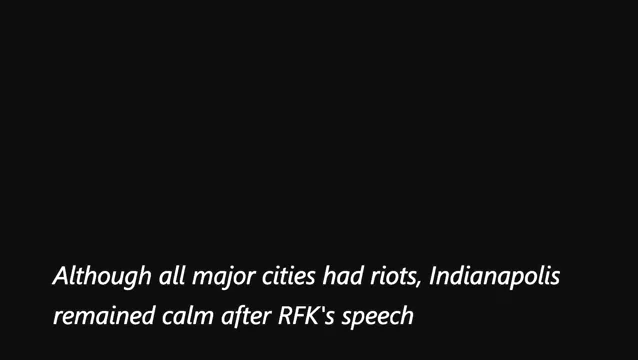 Although all major cities had riots, Indianapolis
remained calm after RFK's speech